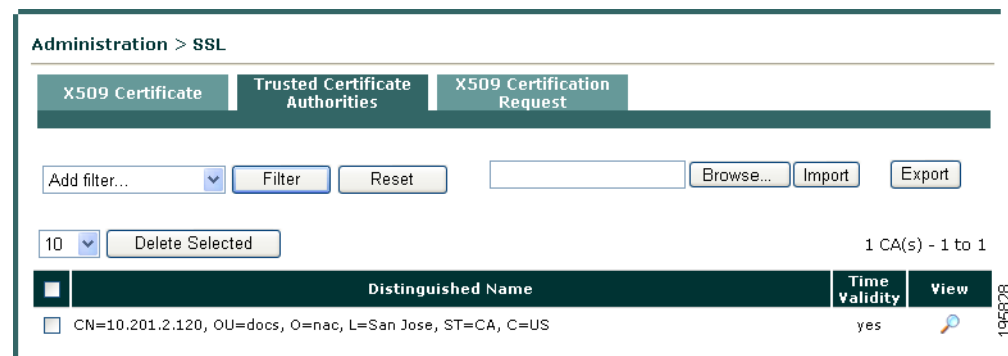 Administration > SSL
X509 Certificate
Trusted Certificate
Authorities
X509 Certification
Request
Add filter...
Filter
Reset
Browse...
Import
Export
10
Delete Selected
1 CA(s) - 1 to 1
Distinguished Name
Time
Validity
View
CN=10.201.2.120, OU=docs, O=nac, L=San Jose, ST=CA, C=US
yes
195828